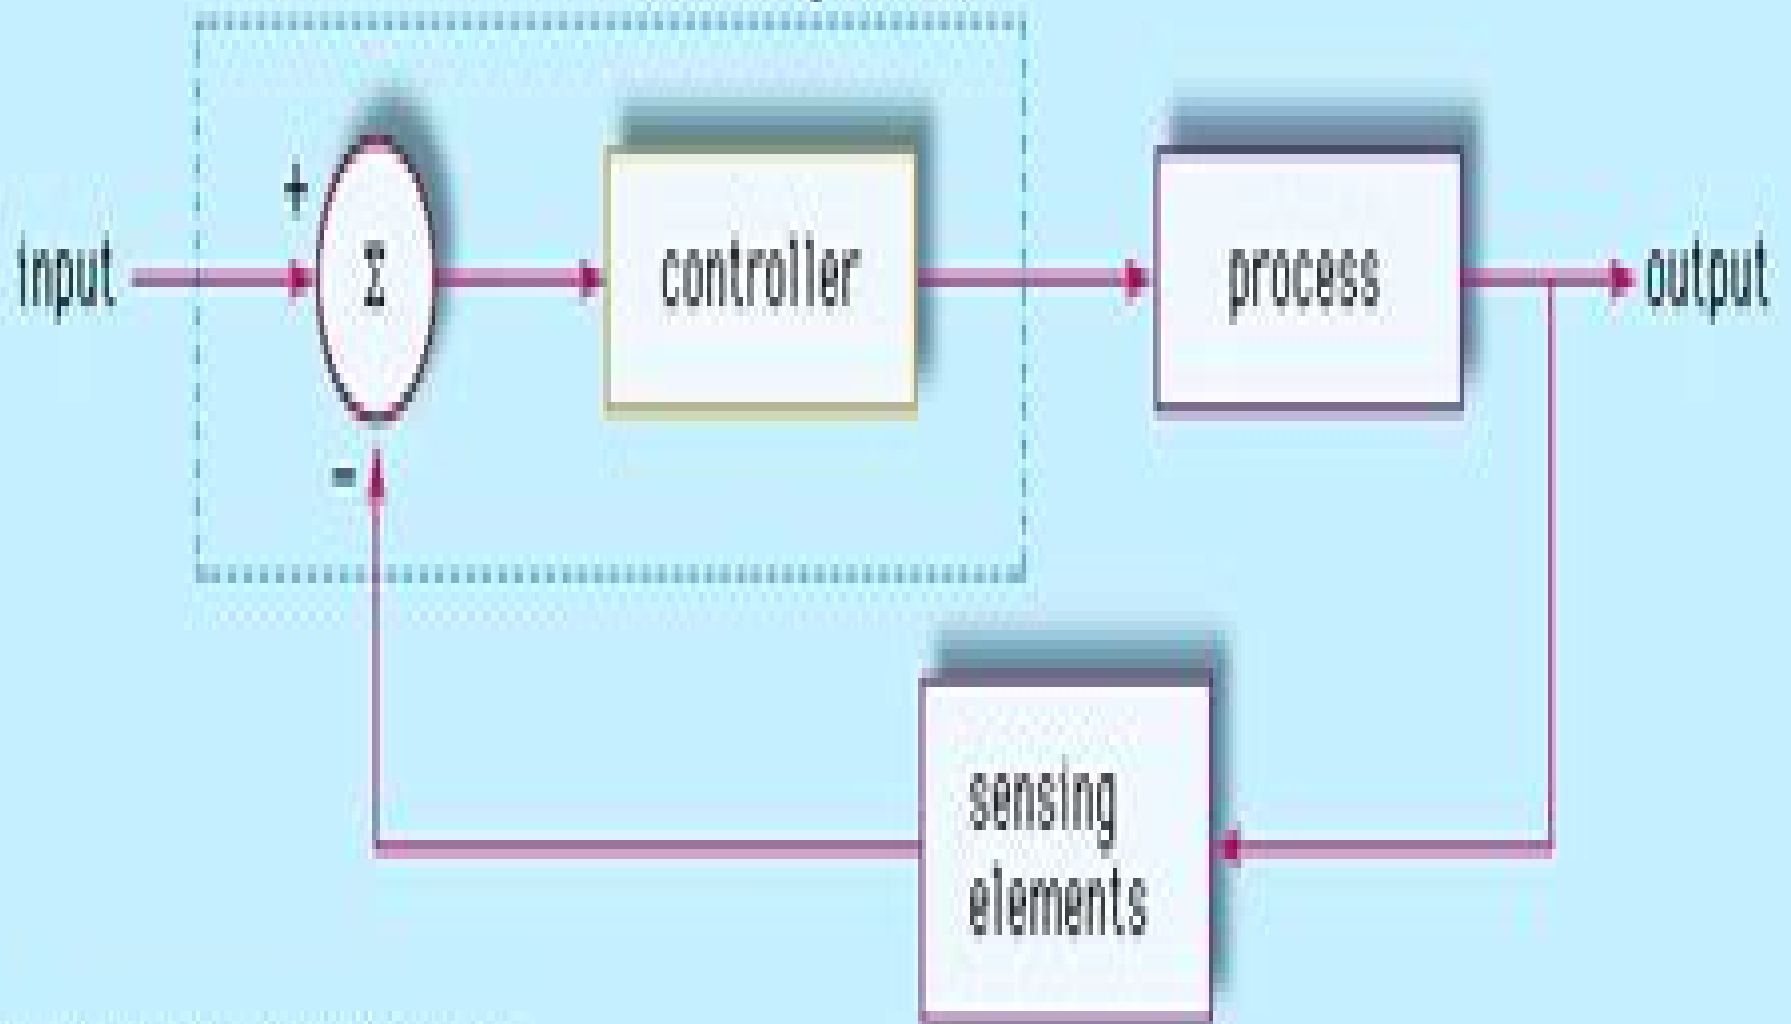 +
input
Σ
controller
process
output
-
sensing
elements